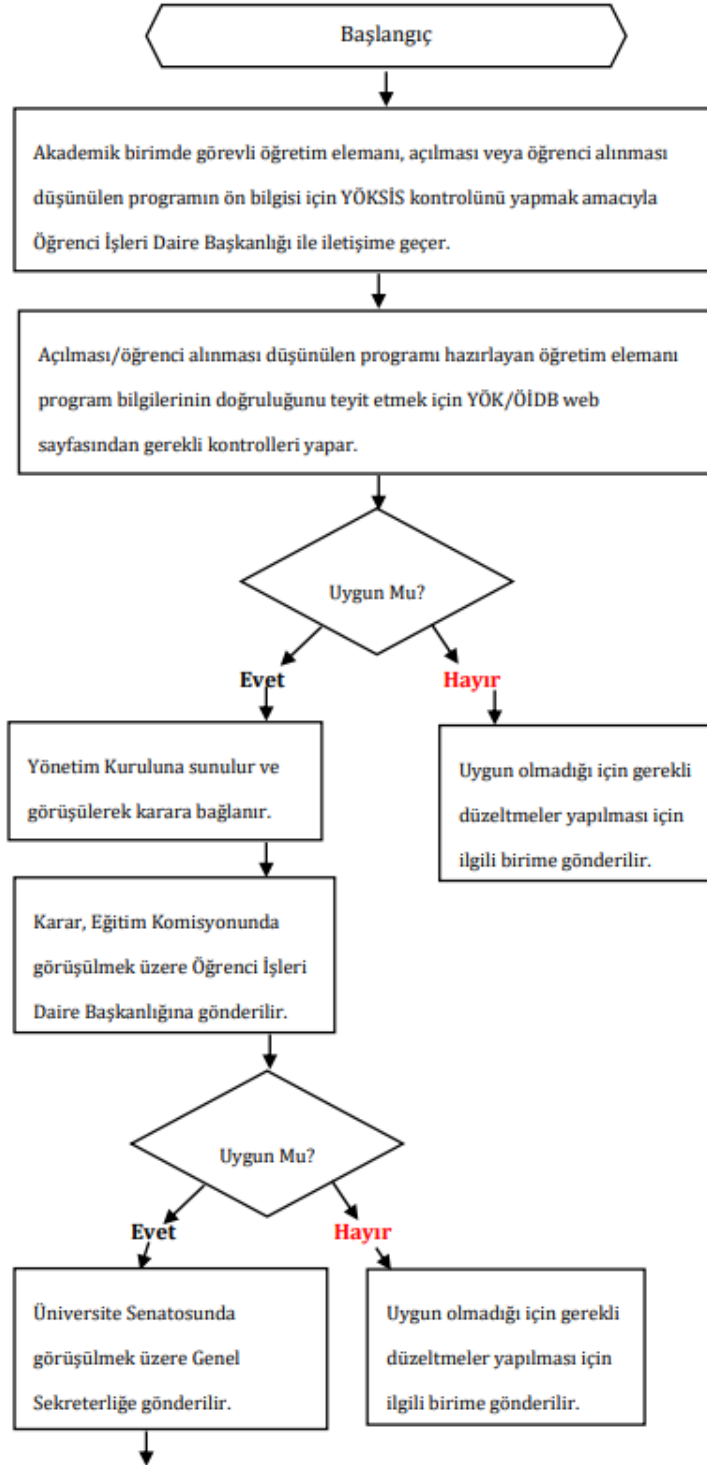 Başlangıç
Akademik birimde görevli öğretim elemanı, açılması veya öğrenci alınması
düşünülen programın ön bilgisi için YÖKSİS kontrolünü yapmak amacıyla
Öğrenci İşleri Daire Başkanlığı ile iletişime geçer.
Açılması/öğrenci alınması düşünülen programı hazırlayan öğretim elemanı
program bilgilerinin doğruluğunu teyit etmek için YÖK/ÖİDB web
sayfasından gerekli kontrolleri yapar.
Uygun Mu?
Evet
Hayır
Yönetim Kuruluna sunulur ve
görüşülerek karara bağlanır.
Uygun olmadığı için gerekli
düzeltmeler yapılması için
ilgili birime gönderilir.
Karar, Eğitim Komisyonunda
görüşülmek üzere Öğrenci İşleri
Daire Başkanlığına gönderilir.
Uygun Mu?
Evet
Hayır
Üniversite Senatosunda
görüşülmek üzere Genel
Sekreterliğe gönderilir.
Uygun olmadığı için gerekli
düzeltmeler yapılması için
ilgili birime gönderilir.